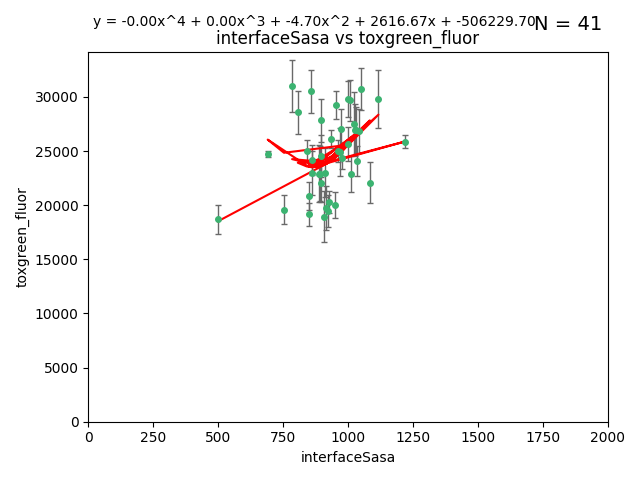 y = -0.00x^4 + 0.00x^3 + -4.70x^2 + 2616.67x + -506229.70
N = 41
interfaceSasa vs toxgreen_fluor
30000
25000
20000
15000
10000
5000
0
toxgreen_fluor
0 250 500 750 1000 1250 1500 1750 2000
interfaceSasa